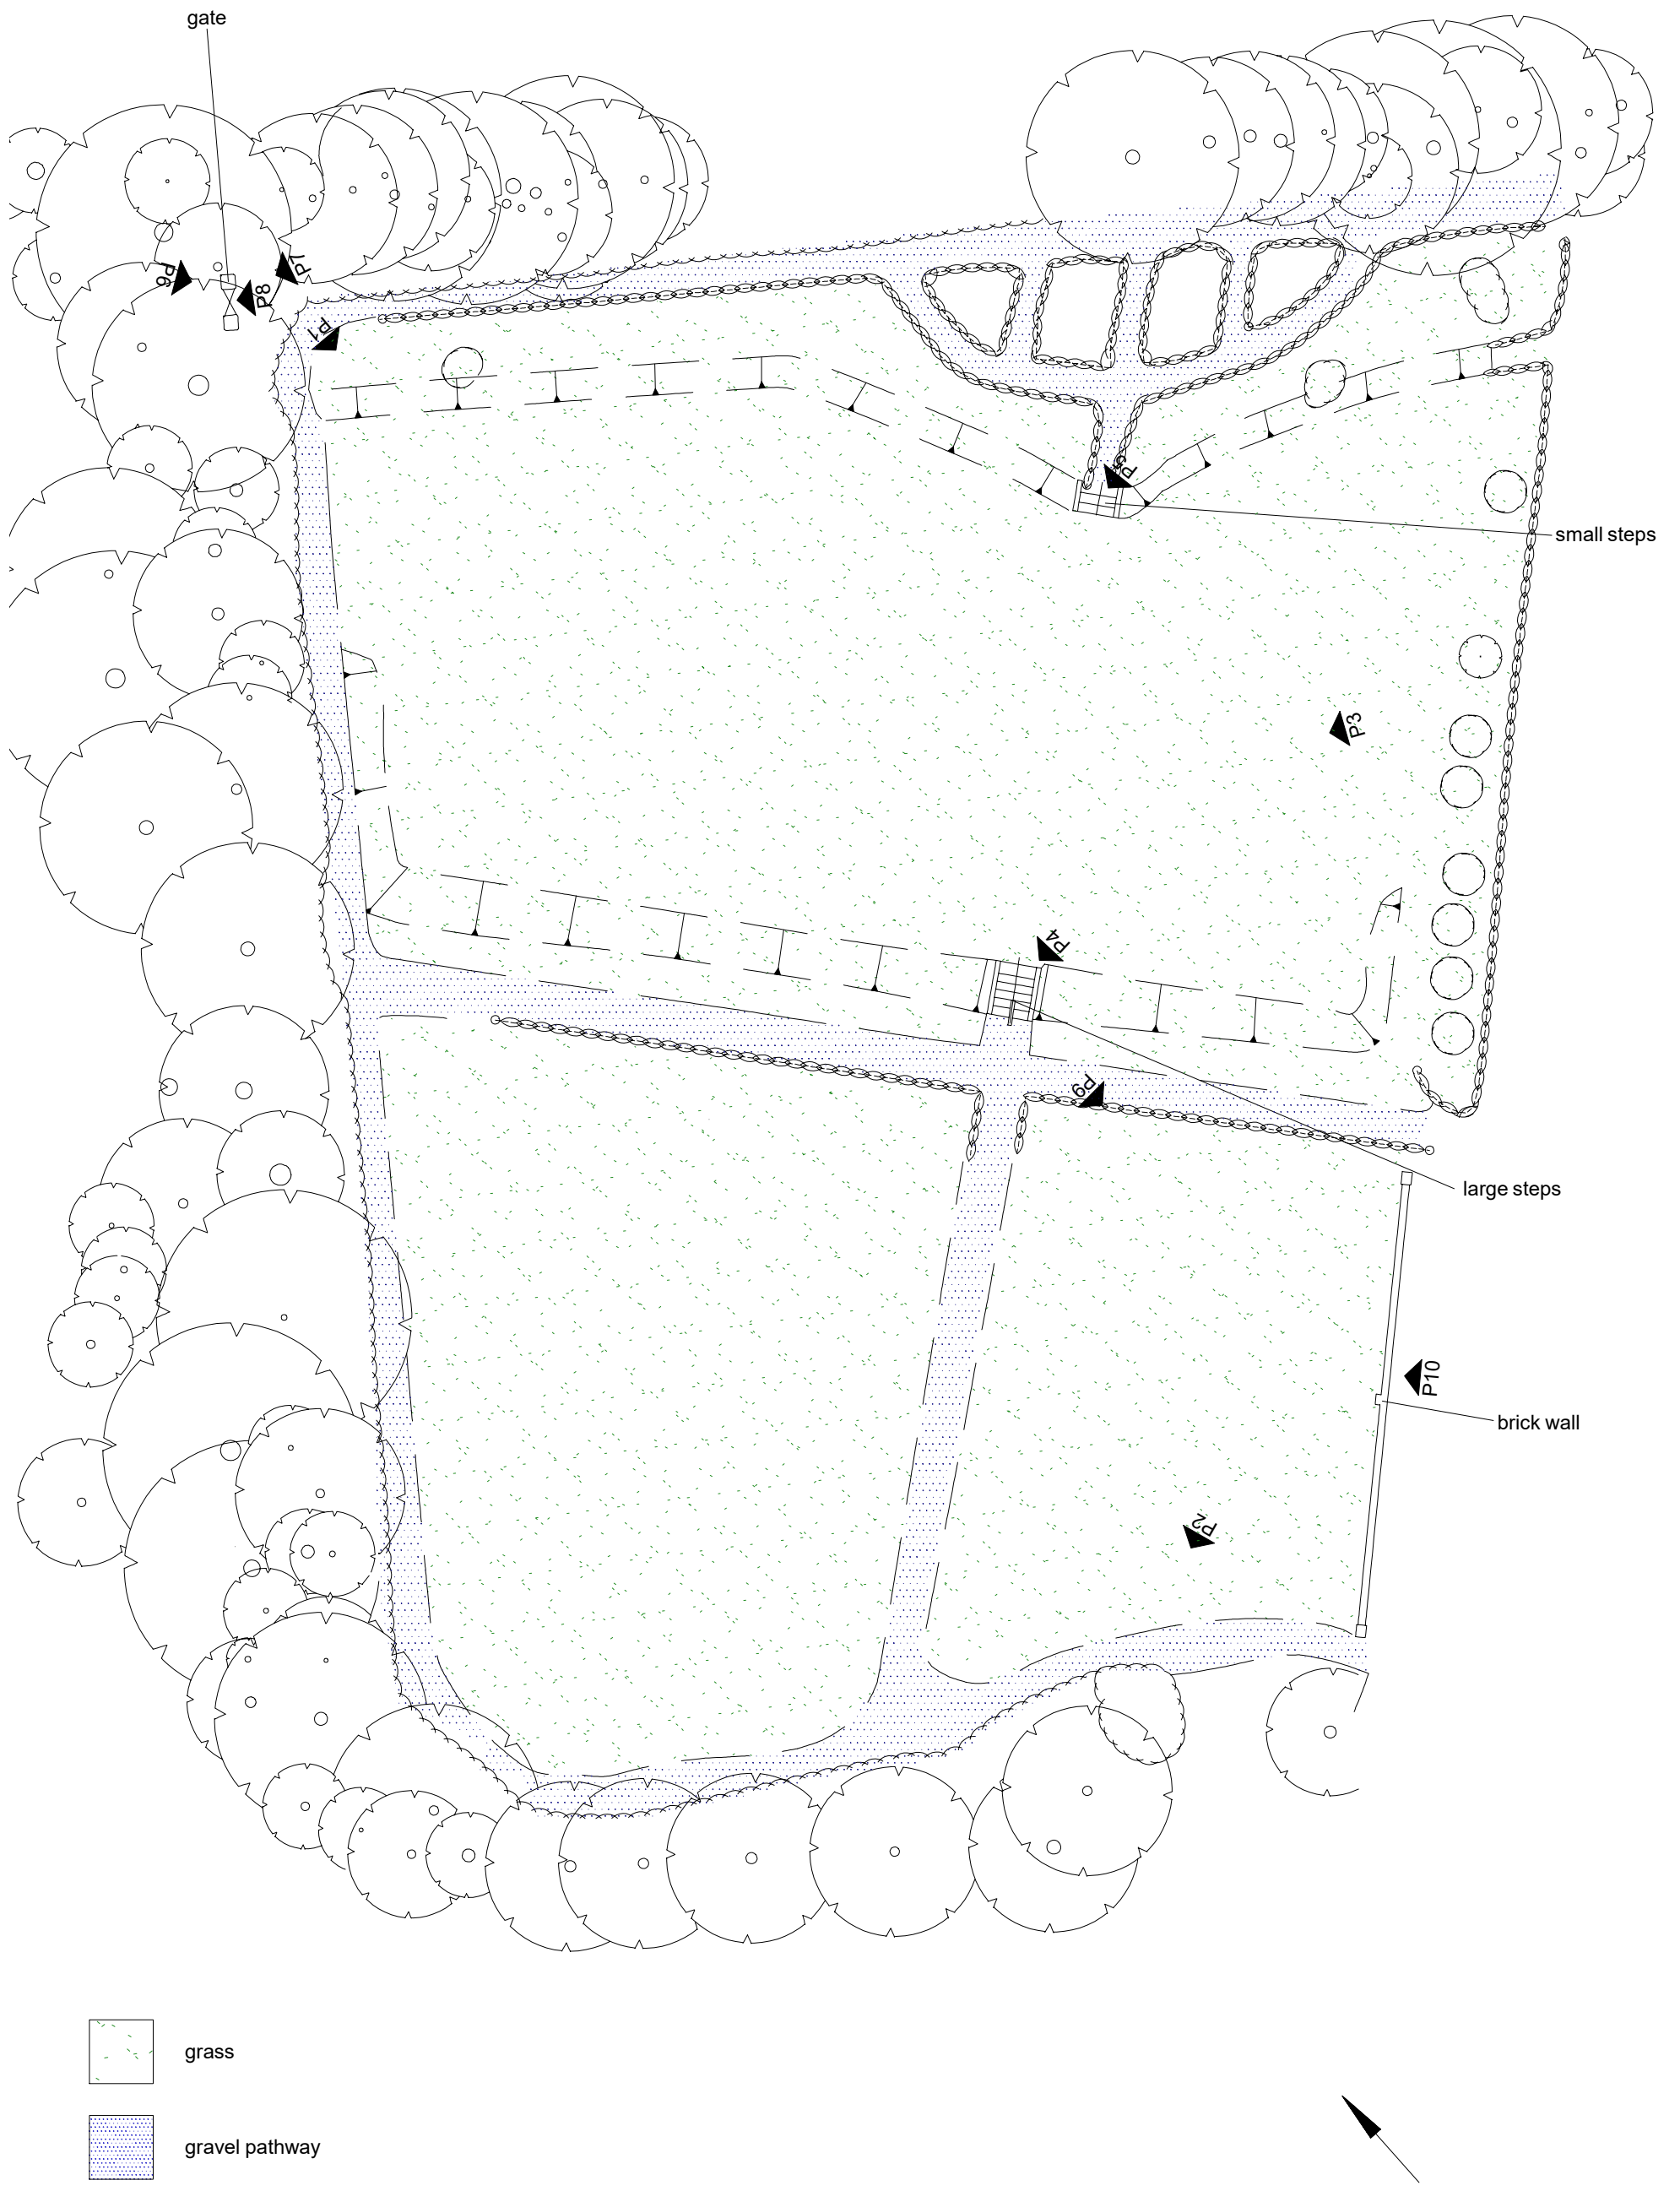 gate
P6
P7
P8
P1
P5
small steps
P3
P4
P9
large steps
P10
brick wall
P2
grass
gravel pathway